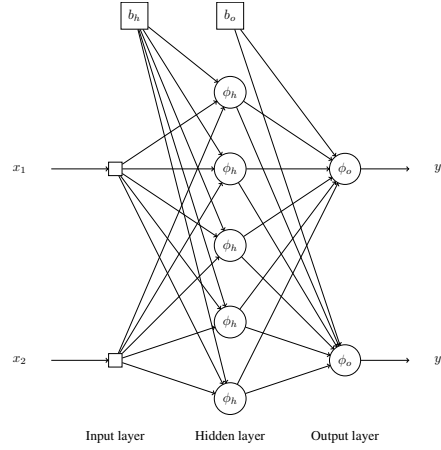 b_h b_o
ϕ_h
x_1 ϕ_h ϕ_o y
ϕ_h
ϕ_h
x_2 ϕ_o y
ϕ_h
Input layer Hidden layer Output layer